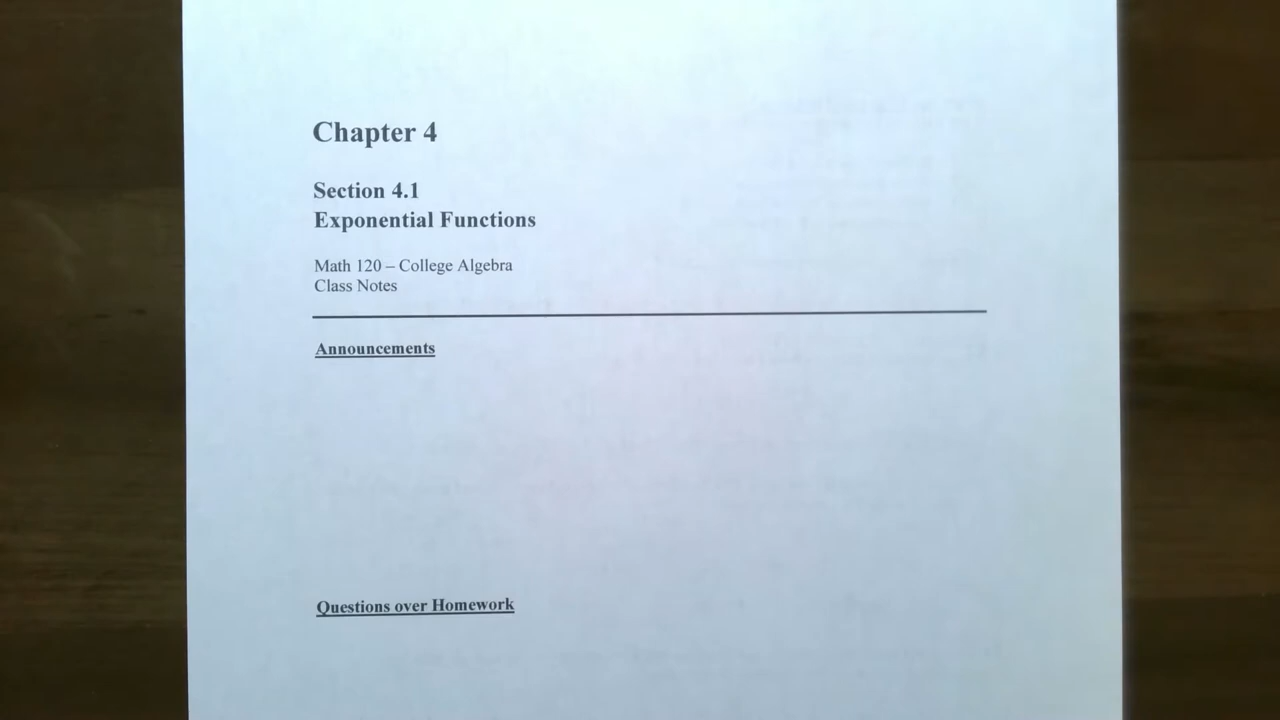 Chapter 4
Section 4.1
Exponential Functions
Math 120 – College Algebra
Class Notes
Announcements
Questions over Homework